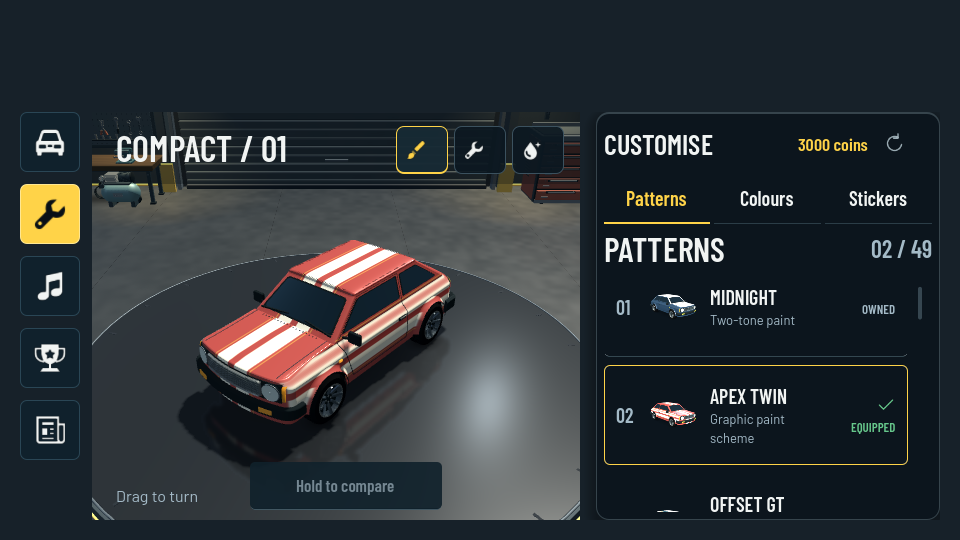 COMPACT / 01
CUSTOMISE
3000 coins
Patterns
Colours
Stickers
PATTERNS
02 / 49
01
MIDNIGHT
Two-tone paint
OWNED
02
APEX TWIN
Graphic paint
scheme
EQUIPPED
OFFSET GT
Hold to compare
Drag to turn